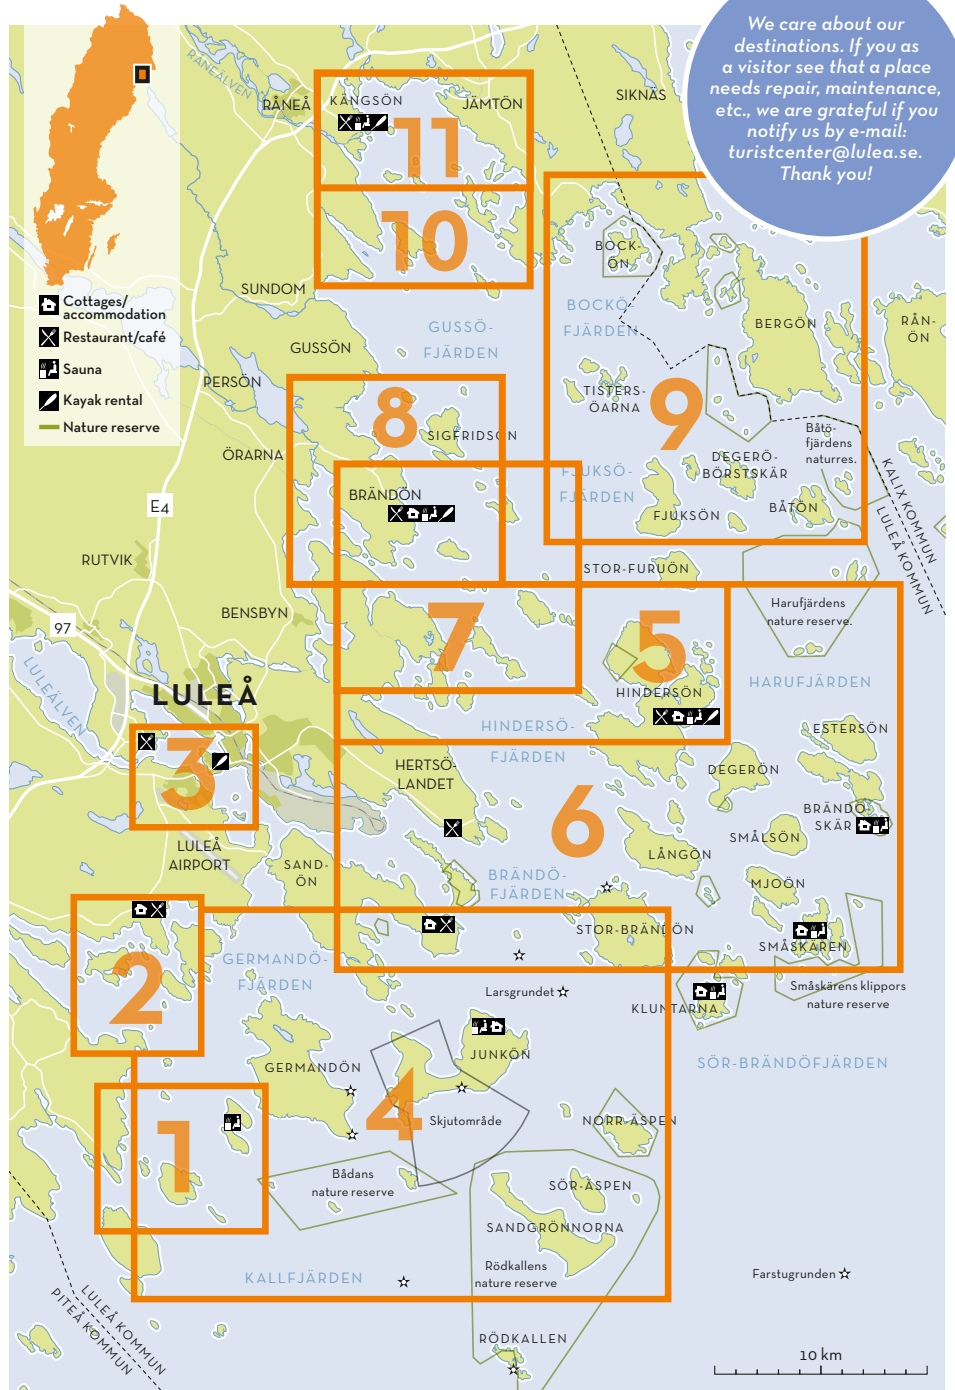 We care about our
destinations. If you as
a visitor see that a place
needs repair, maintenance,
etc., we are grateful if you
notify us by e-mail:
turistcenter@lulea.se.
Thank you!
RÅNEÄLVEN
RÅNEÅ
KÄNGSÖN
JÄMTÖN
SIKNÄS
11
10
BOCK-
ÖN
SUNDOM
Cottages/
accommodation
Restaurant/café
Sauna
Kayak rental
Nature reserve
BOCKÖ-
FJÄRDEN
GUSSÖ-
FJÄRDEN
BERGÖN
RÅN-
ÖN
GUSSÖN
PERSÖN
TISTERS-
ÖARNA
9
8
SIGFRIDSÖN
Båtö-
fjärdens
naturres.
ÖRARNA
DEGERÖ-
BÖRSTSKÄR
FJUKSÖ-
FJÄRDEN
BRÄNDÖN
E4
FJUKSÖN
BÅTÖN
KALIX KOMMUN
LULEÅ KOMMUN
RUTVIK
STOR-FURUÖN
BENSBYN
97
7
5
Harufjärdens
nature reserve.
LULEÄLVEN
LULEÅ
HINDERSÖN
HARUFJÄRDEN
HINDERSÖ-
FJÄRDEN
ESTERSÖN
3
HERTSÖ-
LANDET
DEGERÖN
6
BRÄNDÖ-
SKÄR
SMÅLSÖN
LULEÅ
AIRPORT
SAND-
ÖN
LÅNGÖN
BRÄNDÖ-
FJÄRDEN
MJOÖN
STOR-BRÄNDÖN
SMÅSKÄREN
2
GERMANDÖ-
FJÄRDEN
Larsgrundet
KLUNTARNA
Småskärens klippors
nature reserve
JUNKÖN
GERMANDÖN
SÖR-BRÄNDÖFJÄRDEN
4
1
Skjutområde
NORR-ÄSPEN
Bådans
nature reserve
SÖR-ÄSPEN
SANDGRÖNNORNA
Rödkallens
nature reserve
KALLFJÄRDEN
Farstugrunden
LULEÅ KOMMUN
PITEÅ KOMMUN
RÖDKALLEN
10 km